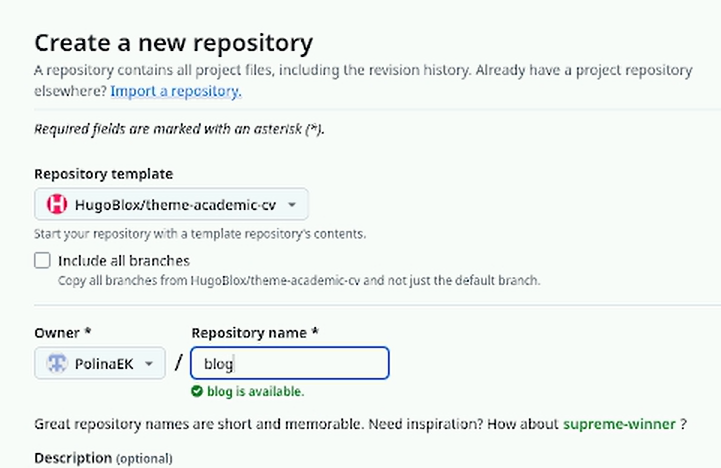 Create a new repository
A repository contains all project files, including the revision history. Already have a project repository
elsewhere? Import a repository.
Required fields are marked with an asterisk (*).
Repository template
HugoBlox/theme-academic-cv
Start your repository with a template repository's contents.
Include all branches
Copy all branches from HugoBlox/theme-academic-cv and not just the default branch.
Owner * Repository name *
PolinaEK / blog
blog is available.
Great repository names are short and memorable. Need inspiration? How about supreme-winner ?
Description (optional)